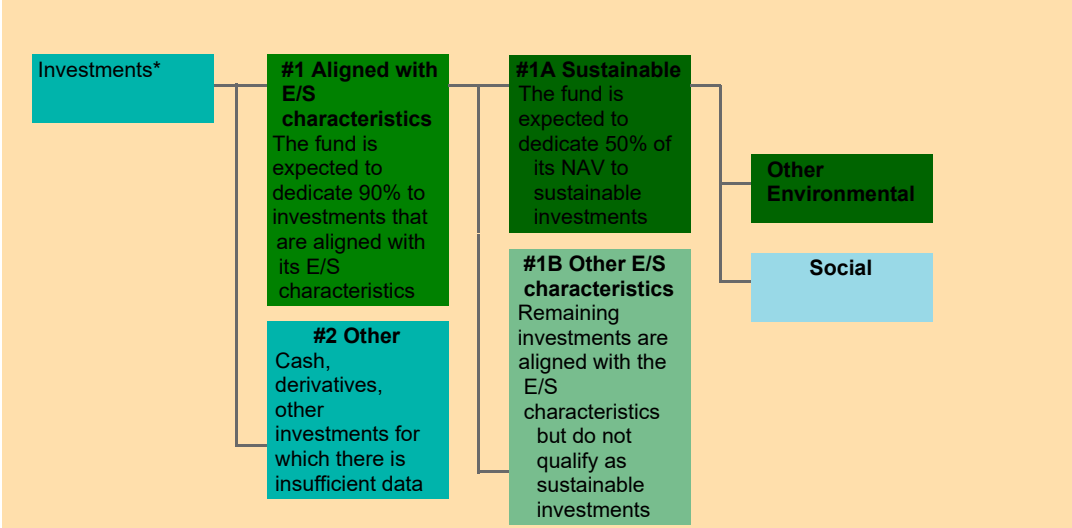 Investments*
#1 Aligned with
E/S
characteristics
The fund is
expected to
dedicate 90% to
investments that
are aligned with
its E/S
characteristics
#2 Other
Cash,
derivatives,
other
investments for
which there is
insufficient data
#1A Sustainable
The fund is
expected to
dedicate 50% of
its NAV to
sustainable
investments
#1B Other E/S
characteristics
Remaining
investments are
aligned with the
E/S
characteristics
but do not
qualify as
sustainable
investments
Other
Environmental
Social